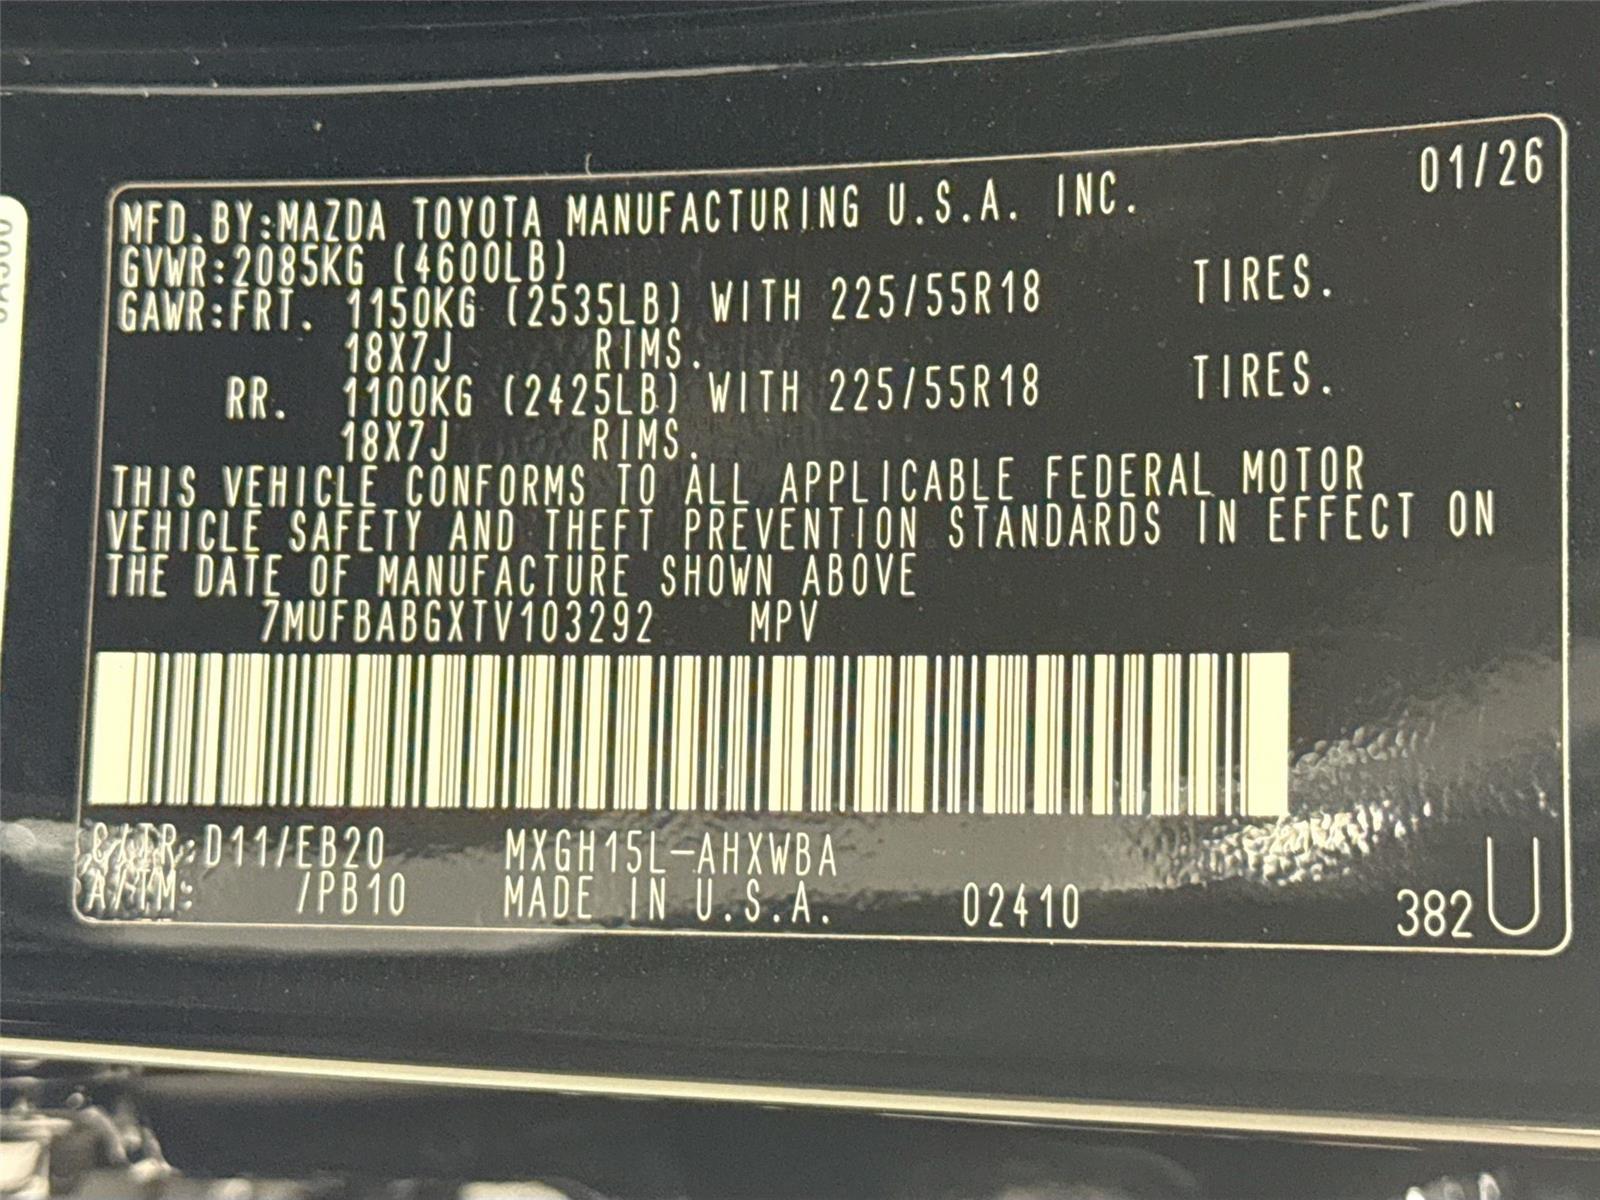 01/26
MFD.BY:MAZDA TOYOTA MANUFACTURING U.S.A. INC.
GVWR:2085KG (4600LB)
GAWR:FRT. 1150KG (2535LB) WITH 225/55R18 TIRES.
18X7J RIMS.
RR. 1100KG (2425LB) WITH 225/55R18 TIRES.
18X7J RIMS.
THIS VEHICLE CONFORMS TO ALL APPLICABLE FEDERAL MOTOR
VEHICLE SAFETY AND THEFT PREVENTION STANDARDS IN EFFECT ON
THE DATE OF MANUFACTURE SHOWN ABOVE
7MUFBABGXTV103292 MPV
C/TR:D11/EB20 MXGH15L-AHXWBA
A/TM: /PB10 MADE IN U.S.A. 02410 382 U